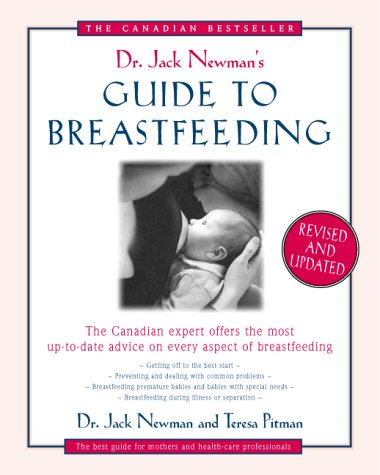 THE CANADIAN BESTSELLER
Dr. Jack Newman's
GUIDE TO
BREASTFEEDING
REVISED
AND
UPDATED
The Canadian expert offers the most
up-to-date advice on every aspect of breastfeeding
– Getting off to the best start –
– Preventing and dealing with common problems –
– Breastfeeding premature babies and babies with special needs –
– Breastfeeding during illness or separation –
Dr. Jack Newman and Teresa Pitman
The best guide for mothers and health-care professionals